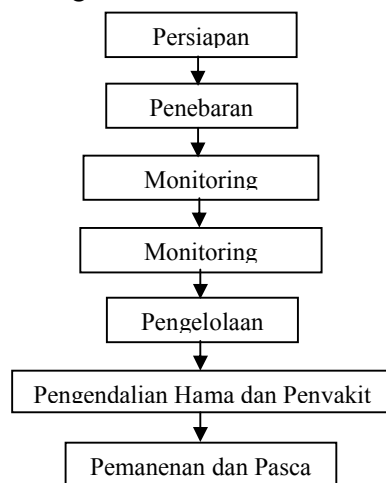 Persiapan
Penebaran
Monitoring
Monitoring
Pengelolaan
Pengendalian Hama dan Penyakit
Pemanenan dan Pasca